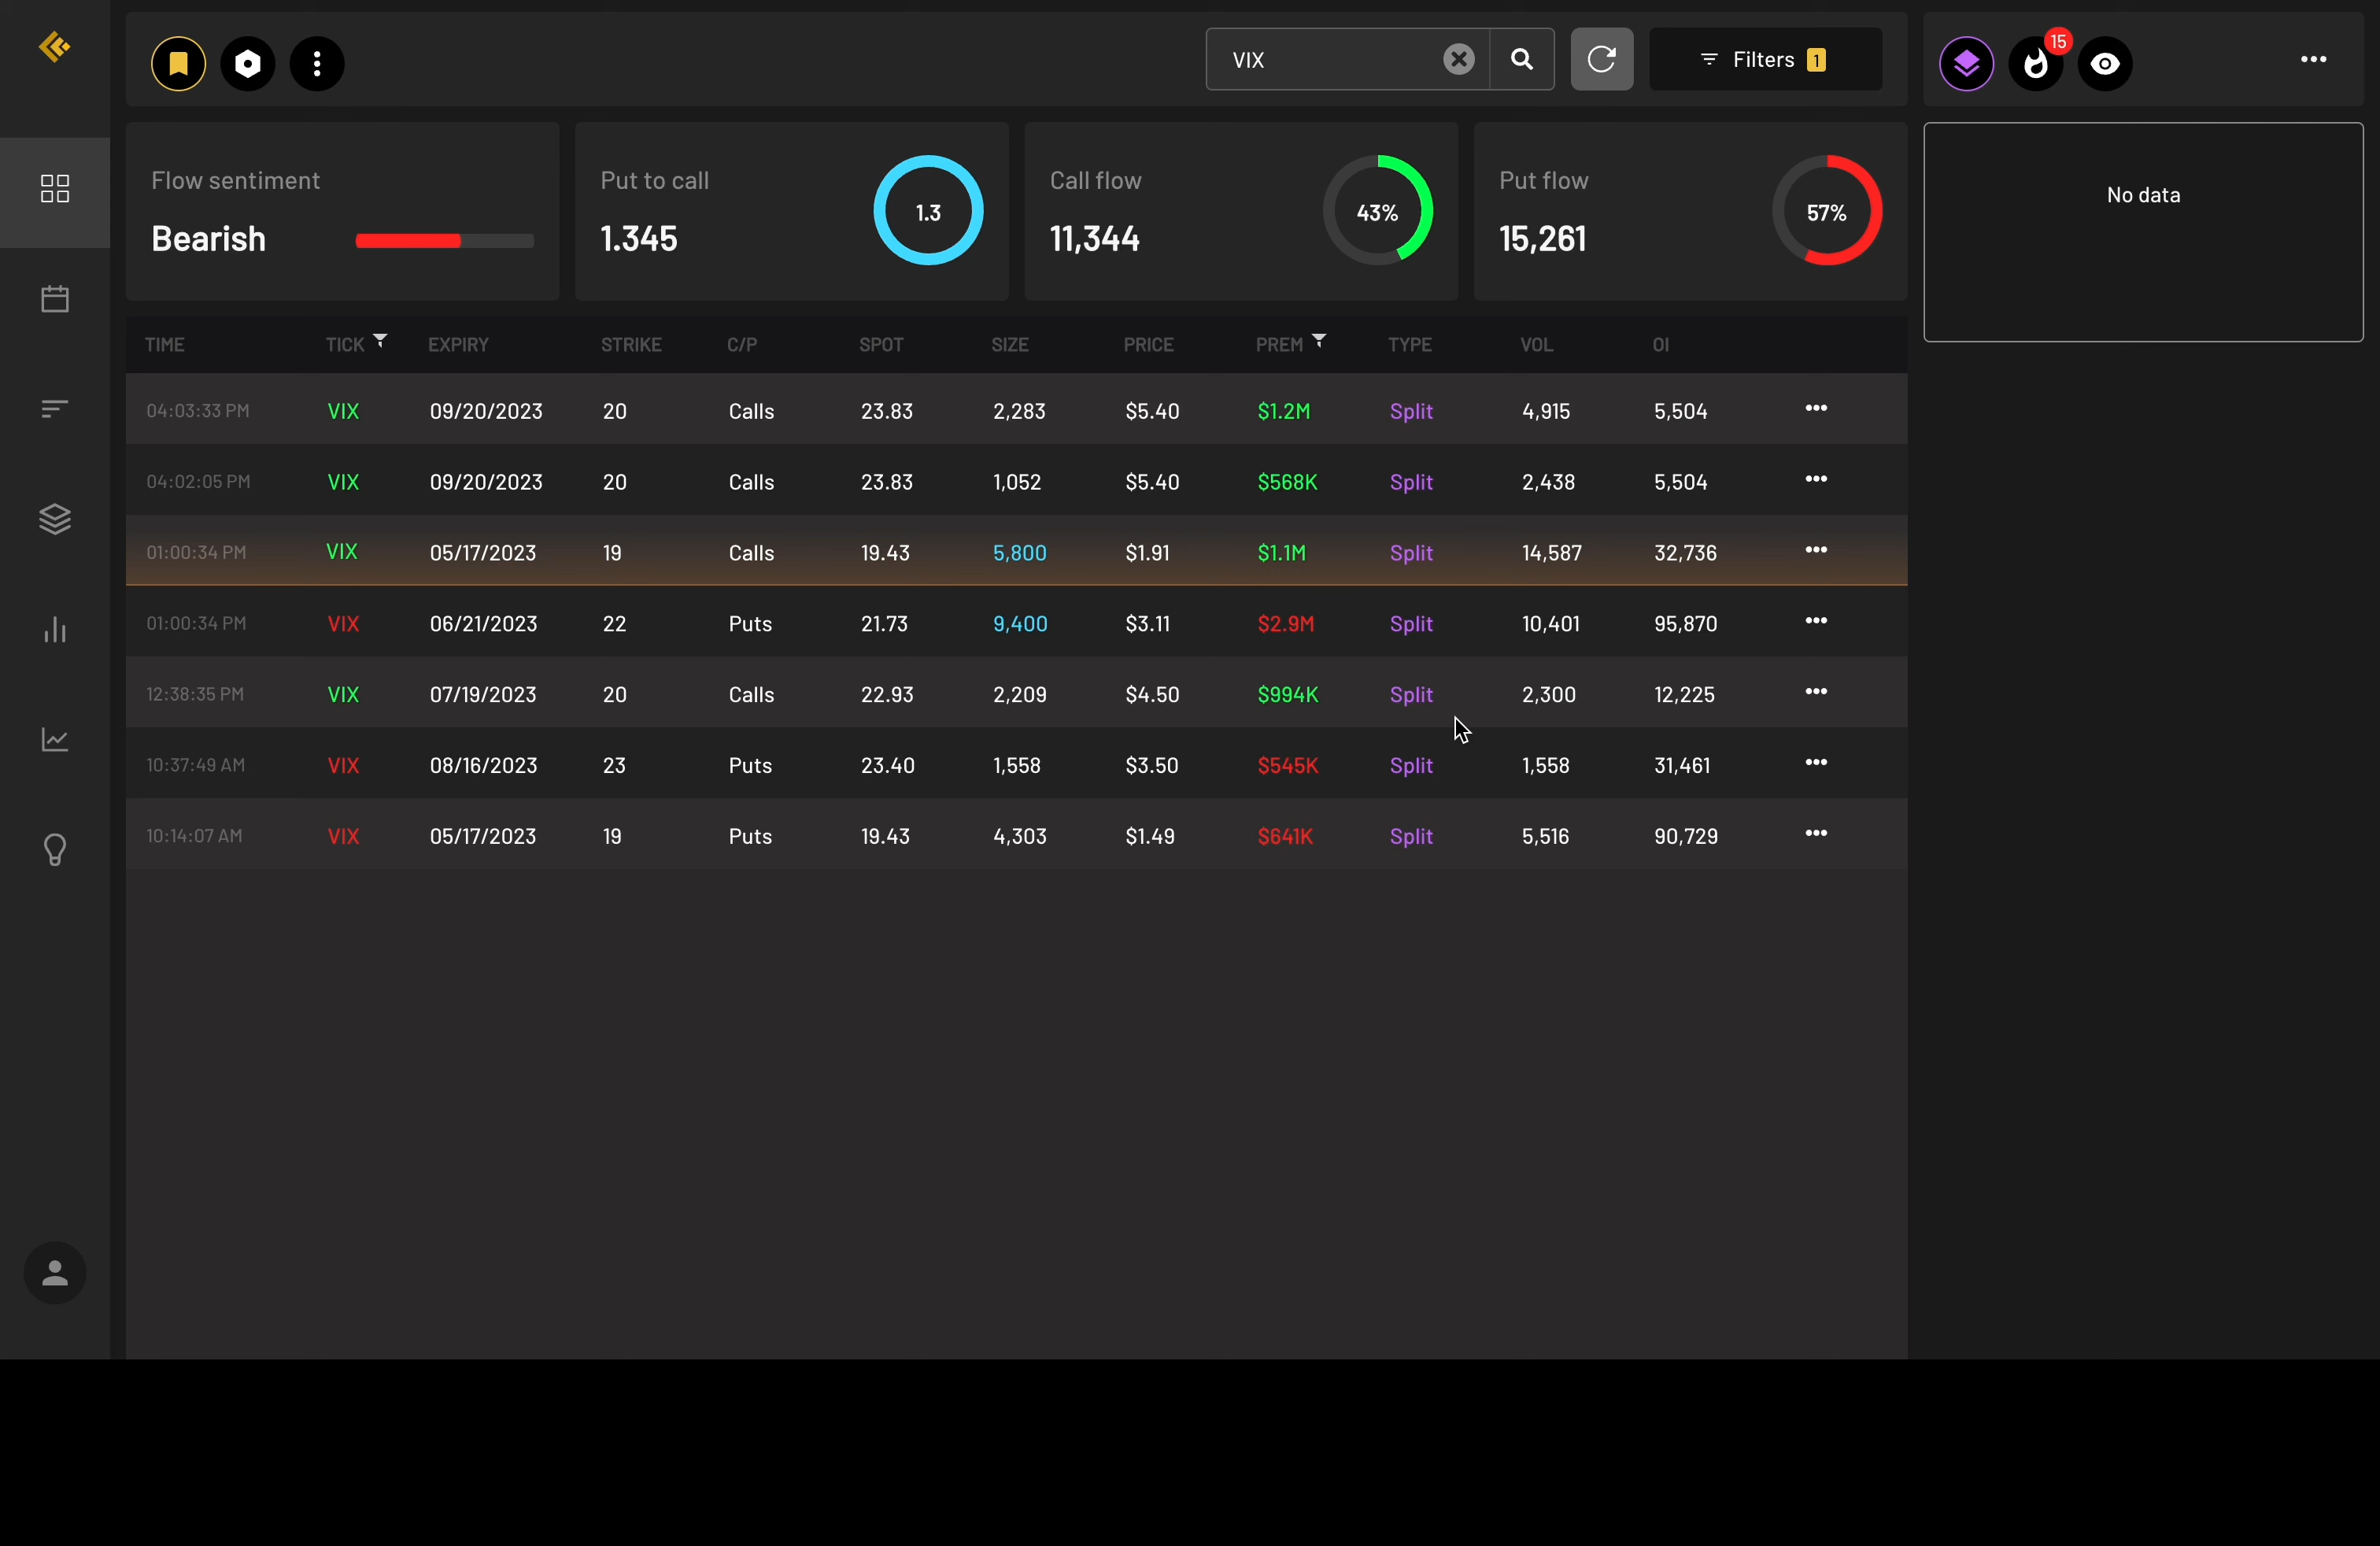 VIX
Filters 1
15
Flow sentiment
Bearish
Put to call
1.345
1.3
Call flow
11,344
43%
Put flow
15,261
57%
No data
TIME TICK EXPIRY STRIKE C/P SPOT SIZE PRICE PREM TYPE VOL OI
04:03:33 PM VIX 09/20/2023 20 Calls 23.83 2,283 $5.40 $1.2M Split 4,915 5,504
04:02:05 PM VIX 09/20/2023 20 Calls 23.83 1,052 $5.40 $568K Split 2,438 5,504
01:00:34 PM VIX 05/17/2023 19 Calls 19.43 5,800 $1.91 $1.1M Split 14,587 32,736
01:00:34 PM VIX 06/21/2023 22 Puts 21.73 9,400 $3.11 $2.9M Split 10,401 95,870
12:38:35 PM VIX 07/19/2023 20 Calls 22.93 2,209 $4.50 $994K Split 2,300 12,225
10:37:49 AM VIX 08/16/2023 23 Puts 23.40 1,558 $3.50 $545K Split 1,558 31,461
10:14:07 AM VIX 05/17/2023 19 Puts 19.43 4,303 $1.49 $641K Split 5,516 90,729